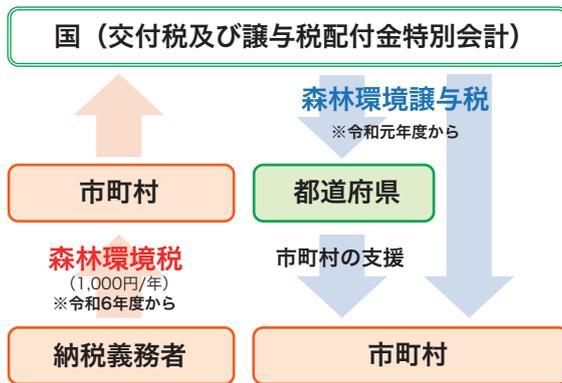 国（交付税及び譲与税配付金特別会計）
森林環境譲与税
※令和元年度から
市町村
都道府県
森林環境税
（1,000円/年）
※令和6年度から
市町村の支援
納税義務者
市町村